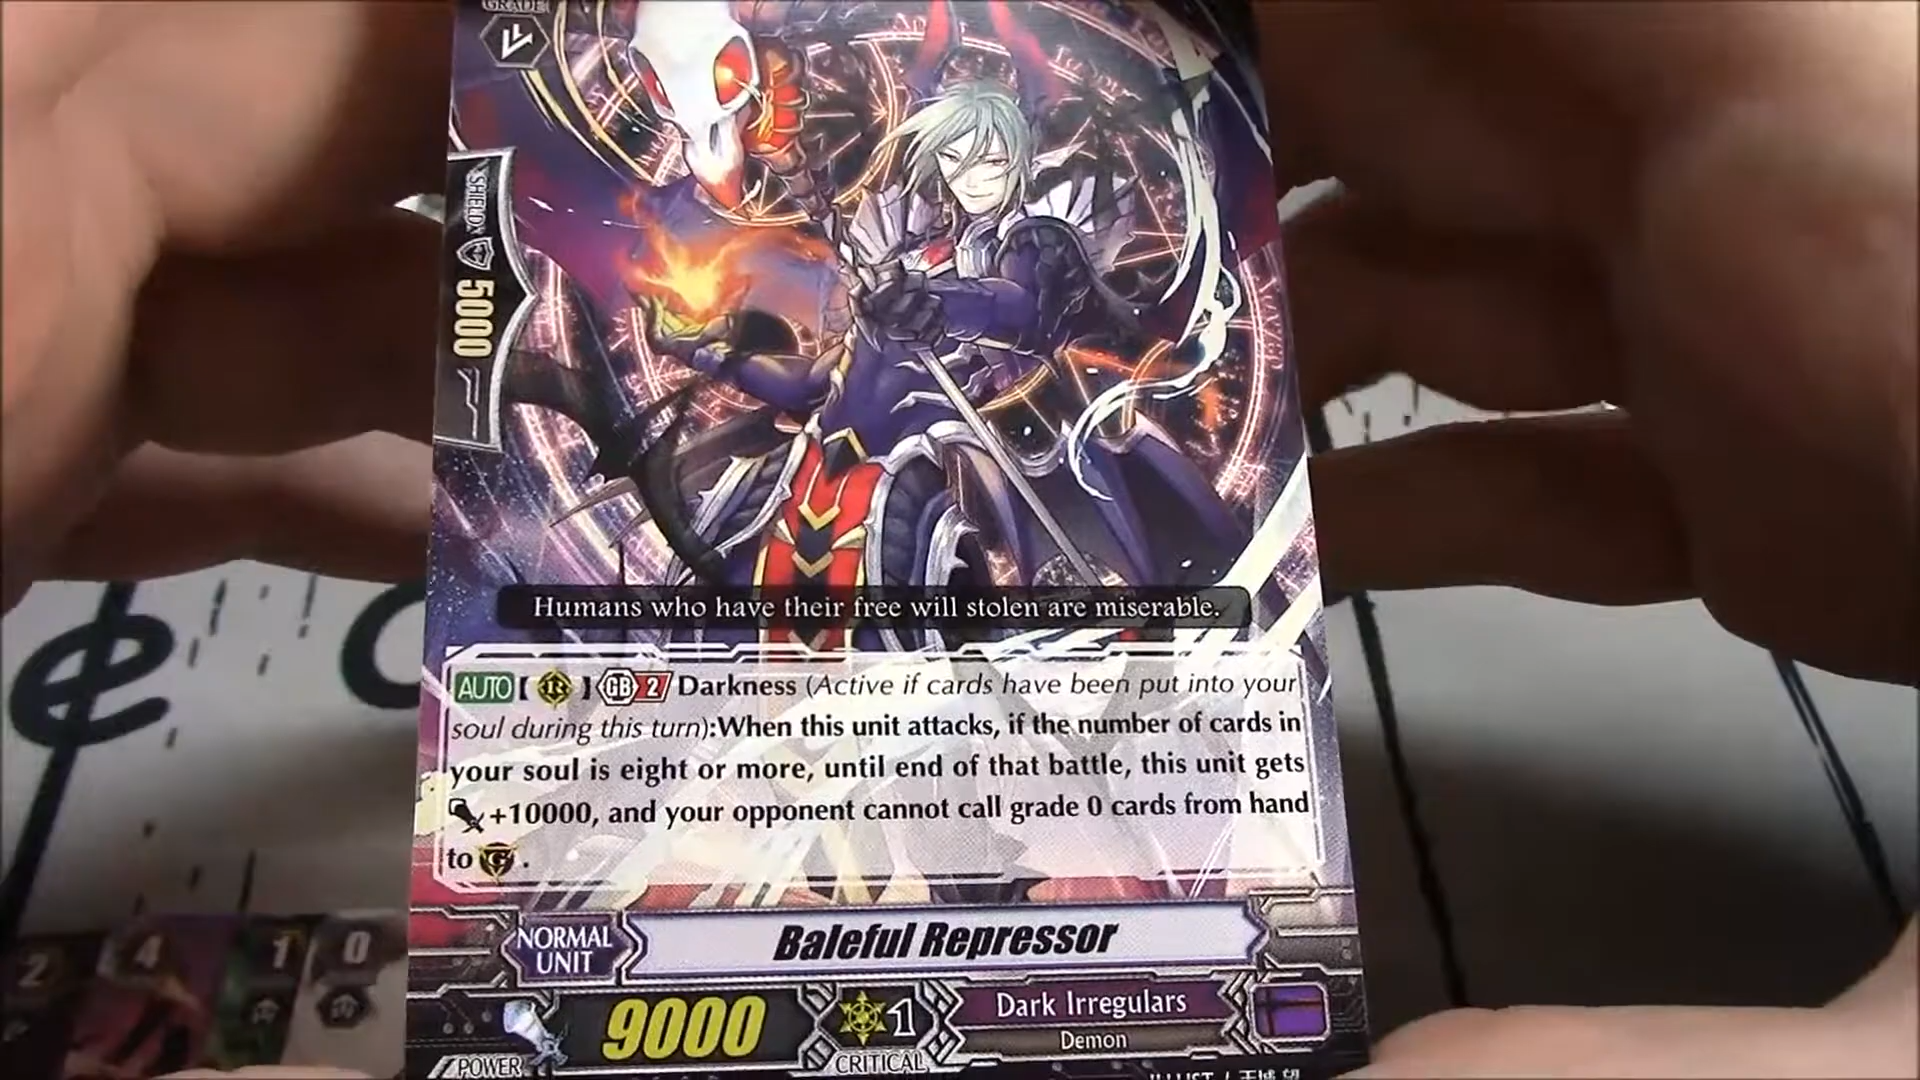 GRADE
SHIELD
5000
Humans who have their free will stolen are miserable.
AUTO【 R 】GB 2 Darkness (Active if cards have been put into your
soul during this turn):When this unit attacks, if the number of cards in
your soul is eight or more, until end of that battle, this unit gets
+10000, and your opponent cannot call grade 0 cards from hand
to G .
NORMAL
UNIT
Baleful Repressor
9000
1
Dark Irregulars
Demon
POWER
CRITICAL
2
4
1
0